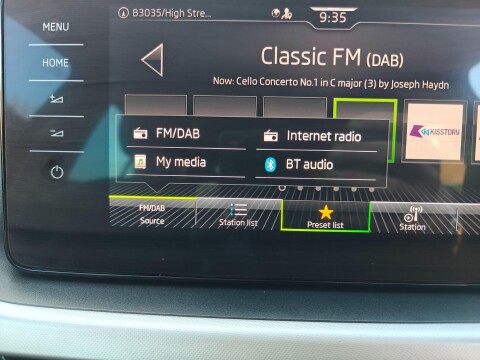 MENU
B3035/High Stre...
9:35
HOME
Classic FM (DAB)
Now: Cello Concerto No.1 in C major (3) by Joseph Haydn
KISSTORY
FM/DAB
Internet radio
My media
BT audio
FM/DAB
Source
Station list
Preset list
Station